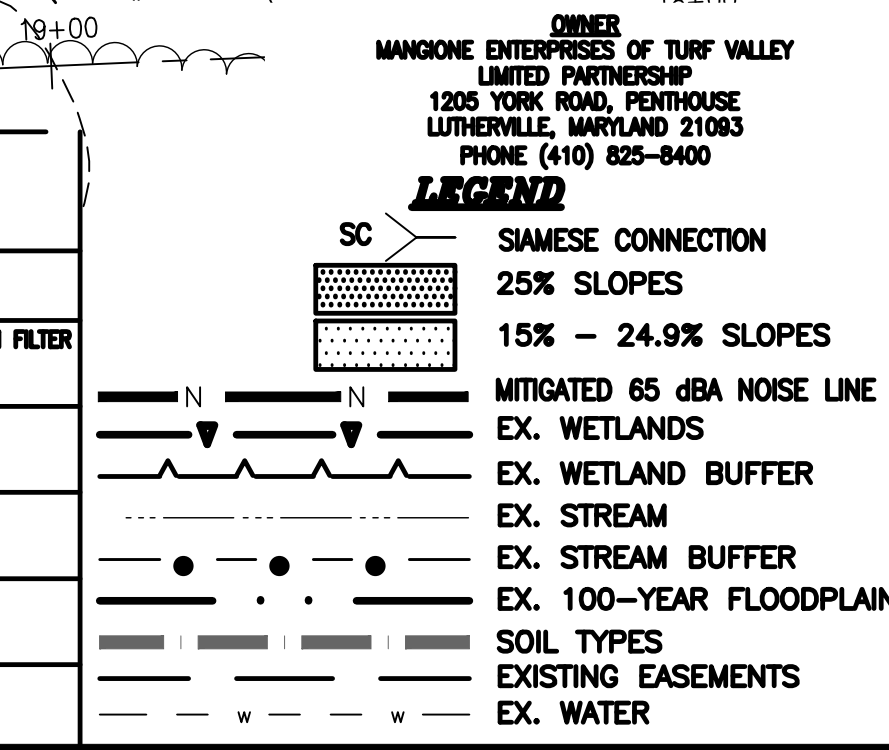 19+00
OWNER
MANGIONE ENTERPRISES OF TURF VALLEY
LIMITED PARTNERSHIP
1205 YORK ROAD, PENTHOUSE
LUTHERVILLE, MARYLAND 21093
PHONE (410) 825-8400
LEGEND
SC SIAMESE CONNECTION
25% SLOPES
15% - 24.9% SLOPES
FILTER
N N MITIGATED 65 dBA NOISE LINE
EX. WETLANDS
EX. WETLAND BUFFER
EX. STREAM
EX. STREAM BUFFER
EX. 100-YEAR FLOODPLAIN
SOIL TYPES
EXISTING EASEMENTS
W W EX. WATER